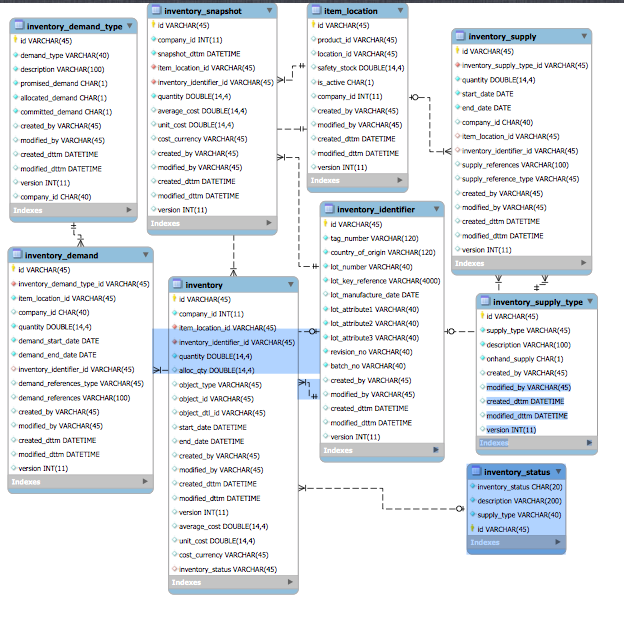 inventory_demand_type
id VARCHAR(45)
demand_type VARCHAR(40)
description VARCHAR(100)
promised_demand CHAR(1)
allocated_demand CHAR(1)
committed_demand CHAR(1)
created_by VARCHAR(45)
modified_by VARCHAR(45)
created_dttm DATETIME
modified_dttm DATETIME
version INT(11)
company_id CHAR(40)
Indexes
inventory_snapshot
id VARCHAR(45)
company_id INT(11)
snapshot_dttm DATETIME
item_location_id VARCHAR(45)
inventory_identifier_id VARCHAR(45)
quantity DOUBLE(14,4)
average_cost DOUBLE(14,4)
unit_cost DOUBLE(14,4)
cost_currency VARCHAR(45)
created_by VARCHAR(45)
modified_by VARCHAR(45)
created_dttm DATETIME
modified_dttm DATETIME
version INT(11)
Indexes
item_location
id VARCHAR(45)
product_id VARCHAR(45)
location_id VARCHAR(45)
safety_stock DOUBLE(14,4)
is_active CHAR(1)
company_id INT(11)
created_by VARCHAR(45)
modified_by VARCHAR(45)
created_dttm DATETIME
modified_dttm DATETIME
version INT(11)
Indexes
inventory_supply
id VARCHAR(45)
inventory_supply_type_id VARCHAR(45)
quantity DOUBLE(14,4)
start_date DATE
end_date DATE
company_id CHAR(40)
item_location_id VARCHAR(45)
inventory_identifier_id VARCHAR(45)
supply_references VARCHAR(100)
supply_reference_type VARCHAR(45)
created_by VARCHAR(45)
modified_by VARCHAR(45)
created_dttm DATETIME
modified_dttm DATETIME
version INT(11)
Indexes
inventory_demand
id VARCHAR(45)
inventory_demand_type_id VARCHAR(45)
item_location_id VARCHAR(45)
company_id CHAR(40)
quantity DOUBLE(14,4)
demand_start_date DATE
demand_end_date DATE
inventory_identifier_id VARCHAR(45)
demand_references_type VARCHAR(45)
demand_references VARCHAR(100)
created_by VARCHAR(45)
modified_by VARCHAR(45)
created_dttm DATETIME
modified_dttm DATETIME
version INT(11)
Indexes
inventory
id VARCHAR(45)
company_id INT(11)
item_location_id VARCHAR(45)
inventory_identifier_id VARCHAR(45)
quantity DOUBLE(14,4)
alloc_qty DOUBLE(14,4)
object_type VARCHAR(45)
object_id VARCHAR(45)
object_dtl_id VARCHAR(45)
start_date DATETIME
end_date DATETIME
created_by VARCHAR(45)
modified_by VARCHAR(45)
created_dttm DATETIME
modified_dttm DATETIME
version INT(11)
average_cost DOUBLE(14,4)
unit_cost DOUBLE(14,4)
cost_currency VARCHAR(45)
inventory_status VARCHAR(45)
Indexes
inventory_identifier
id VARCHAR(45)
tag_number VARCHAR(120)
country_of_origin VARCHAR(120)
lot_number VARCHAR(40)
lot_key_reference VARCHAR(4000)
lot_manufacture_date DATE
lot_attribute1 VARCHAR(40)
lot_attribute2 VARCHAR(40)
lot_attribute3 VARCHAR(40)
revision_no VARCHAR(40)
batch_no VARCHAR(40)
created_by VARCHAR(45)
modified_by VARCHAR(45)
created_dttm DATETIME
modified_dttm DATETIME
version INT(11)
Indexes
inventory_supply_type
id VARCHAR(45)
supply_type VARCHAR(45)
description VARCHAR(100)
onhand_supply CHAR(1)
created_by VARCHAR(45)
modified_by VARCHAR(45)
created_dttm DATETIME
modified_dttm DATETIME
version INT(11)
Indexes
inventory_status
inventory_status CHAR(20)
description VARCHAR(200)
supply_type VARCHAR(40)
id VARCHAR(45)
Indexes